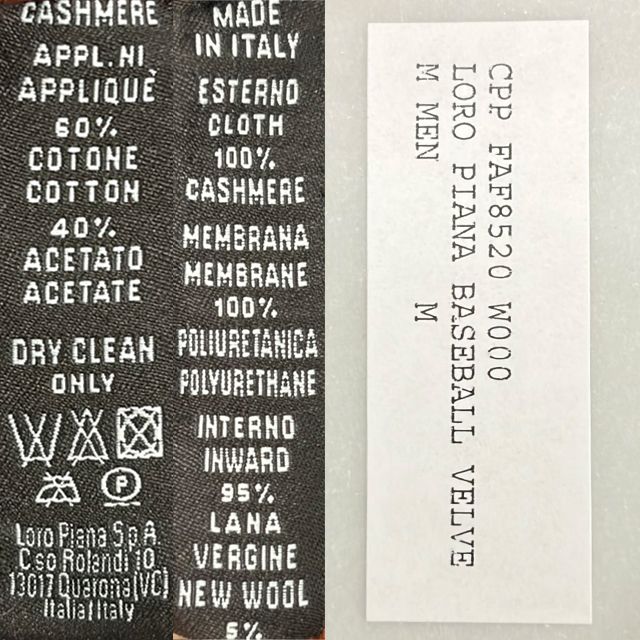 CASHMERE
APPL.NI
APPLIQUÈ
60%
COTONE
COTTON
40%
ACETATO
ACETATE
DRY CLEAN
ONLY
P
Loro Piana S.p.A.
C.so Rolandi 10
13017 Quarona(VC)
Italia/Italy
MADE
IN ITALY
ESTERNO
CLOTH
100%
CASHMERE
MEMBRANA
MEMBRANE
100%
POLIURETANICA
POLYURETHANE
INTERNO
INWARD
95%
LANA
VERGINE
NEW WOOL
5%
CPP. FAF8520 W000
LORO PIANA BASEBALL VELVE
M MEN M